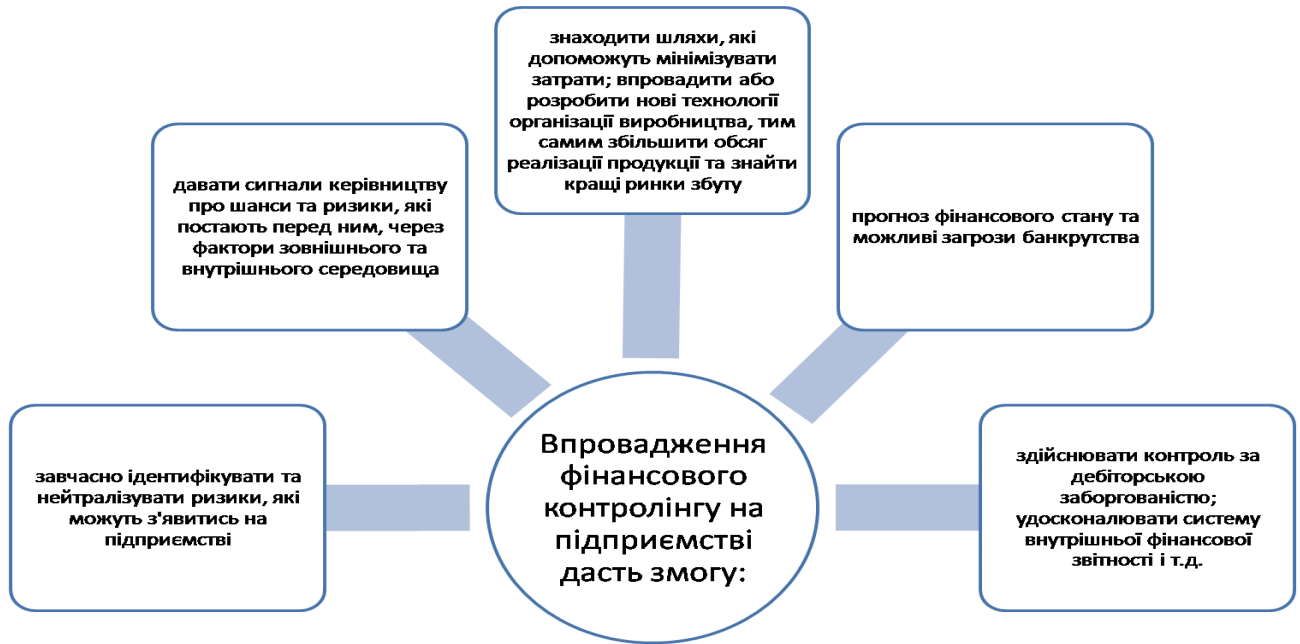 знаходити шляхи, які
допоможуть мінімізувати
затрати; впровадити або
розробити нові технології
організації виробництва, тим
самим збільшити обсяг
реалізації продукції та знайти
кращі ринки збуту
давати сигнали керівництву
про шанси та ризики, які
постають перед ним, через
фактори зовнішнього та
внутрішнього середовища
прогноз фінансового стану та
можливі загрози банкрутства
завчасно ідентифікувати та
нейтралізувати ризики, які
можуть з'явитись на
підприємстві
Впровадження
фінансового
контролінгу на
підприємстві
дасть змогу:
здійснювати контроль за
дебіторською
заборгованістю;
удосконалювати систему
внутрішньої фінансової
звітності і т.д.